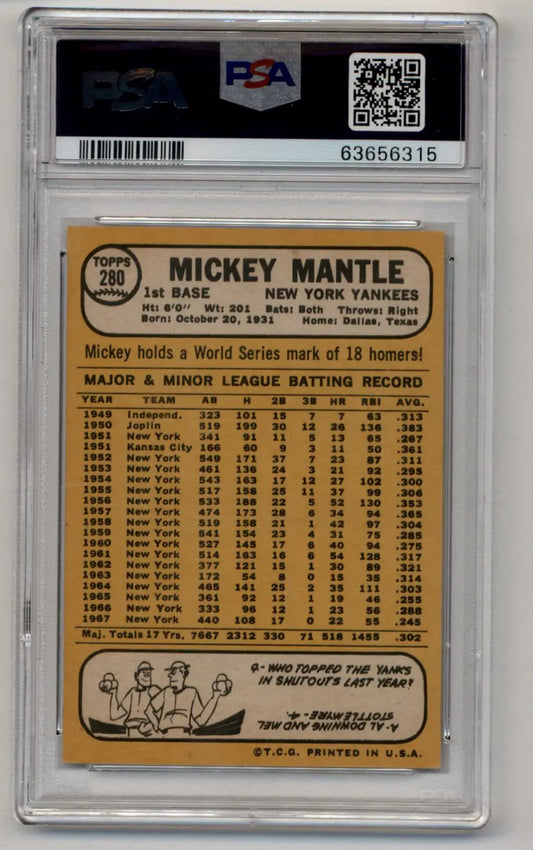 PSA
PSA
63656315
TOPPS
280
MICKEY MANTLE
1st BASE NEW YORK YANKEES
Ht: 6'0" Wt: 201 Bats: Both Throws: Right
Born: October 20, 1931 Home: Dallas, Texas
Mickey holds a World Series mark of 18 homers!
MAJOR & MINOR LEAGUE BATTING RECORD
YEAR TEAM AB H 2B 3B HR RBI AVG.
1949 Independ. 323 101 15 7 7 63 .313
1950 Joplin 519 199 30 12 26 136 .383
1951 New York 341 91 11 5 13 65 .267
1951 Kansas City 166 60 9 3 11 50 .361
1952 New York 549 171 37 7 23 87 .311
1953 New York 461 136 24 3 21 92 .295
1954 New York 543 163 17 12 27 102 .300
1955 New York 517 158 25 11 37 99 .306
1956 New York 533 188 22 5 52 130 .353
1957 New York 474 173 28 6 34 94 .365
1958 New York 519 158 21 1 42 97 .304
1959 New York 541 154 23 4 31 75 .285
1960 New York 527 145 17 6 40 94 .275
1961 New York 514 163 16 6 54 128 .317
1962 New York 377 121 15 1 30 89 .321
1963 New York 172 54 8 0 15 35 .314
1964 New York 465 141 25 2 35 111 .303
1965 New York 361 92 12 1 19 46 .255
1966 New York 333 96 12 1 23 56 .288
1967 New York 440 108 17 0 22 55 .245
Maj. Totals 17 Yrs. 7667 2312 330 71 518 1455 .302
Q- WHO TOPPED THE YANKS
IN SHUTOUTS LAST YEAR?
A- AL DOWNING AND MEL
STOTTLEMYRE - 4.
©T.C.G. PRINTED IN U.S.A.
PSA